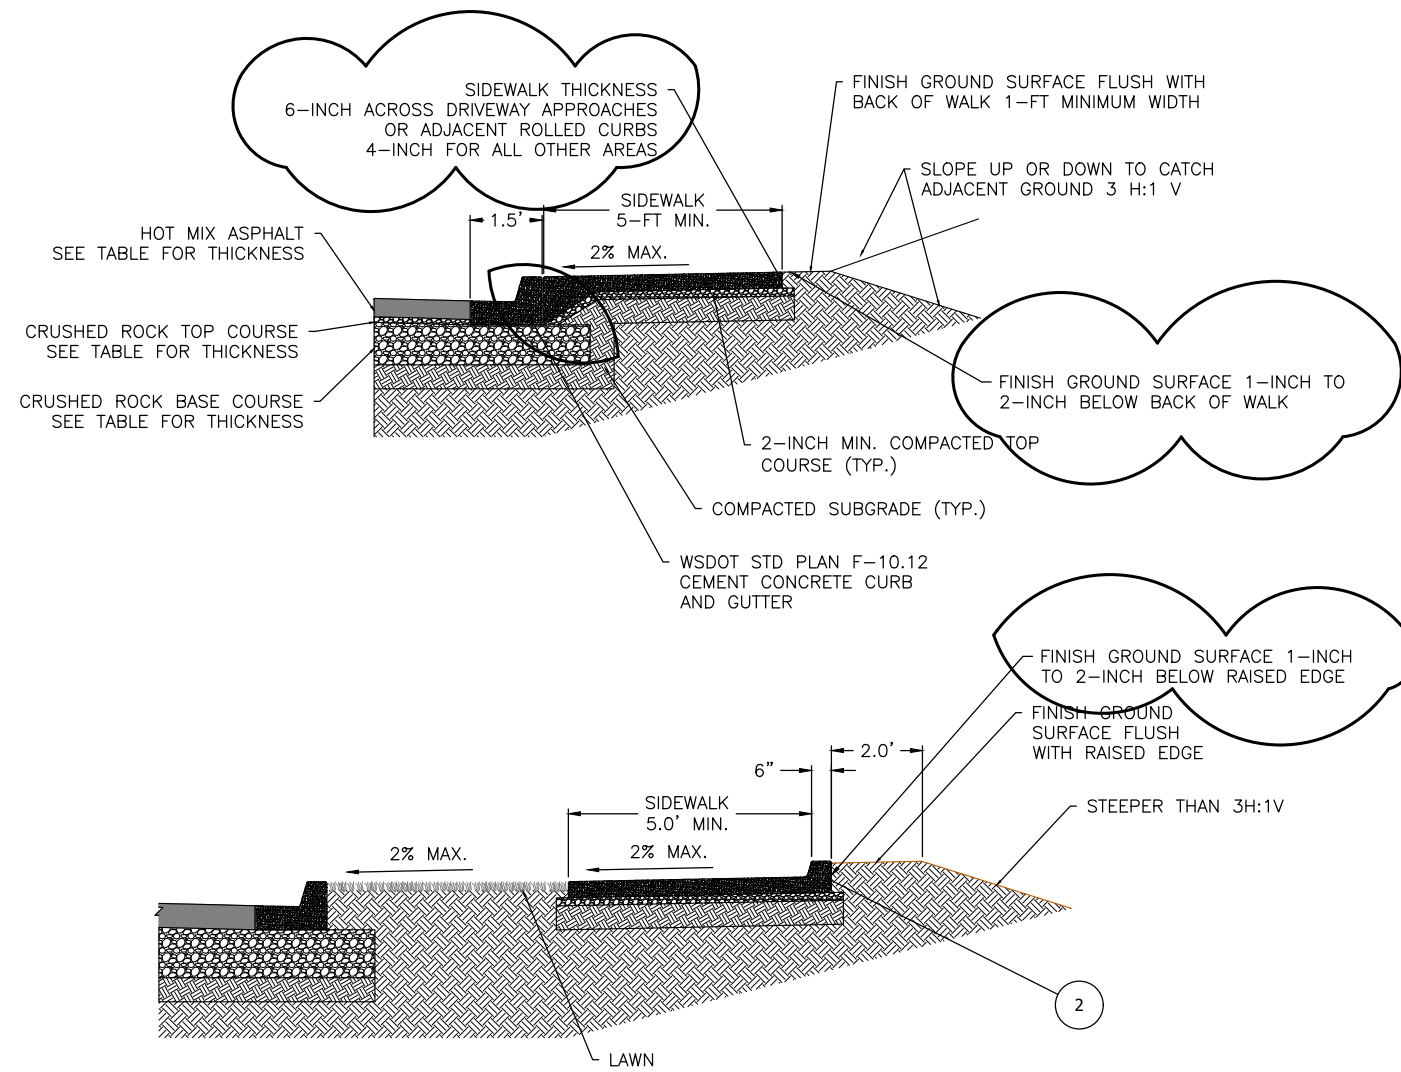 SIDEWALK THICKNESS
6-INCH ACROSS DRIVEWAY APPROACHES
OR ADJACENT ROLLED CURBS
4-INCH FOR ALL OTHER AREAS
FINISH GROUND SURFACE FLUSH WITH
BACK OF WALK 1-FT MINIMUM WIDTH
SLOPE UP OR DOWN TO CATCH
ADJACENT GROUND 3 H:1 V
SIDEWALK
5-FT MIN.
1.5'
2% MAX.
HOT MIX ASPHALT
SEE TABLE FOR THICKNESS
CRUSHED ROCK TOP COURSE
SEE TABLE FOR THICKNESS
CRUSHED ROCK BASE COURSE
SEE TABLE FOR THICKNESS
FINISH GROUND SURFACE 1-INCH TO
2-INCH BELOW BACK OF WALK
2-INCH MIN. COMPACTED TOP
COURSE (TYP.)
COMPACTED SUBGRADE (TYP.)
WSDOT STD PLAN F-10.12
CEMENT CONCRETE CURB
AND GUTTER
FINISH GROUND SURFACE 1-INCH
TO 2-INCH BELOW RAISED EDGE
FINISH GROUND
SURFACE FLUSH
WITH RAISED EDGE
2.0'
6"
STEEPER THAN 3H:1V
SIDEWALK
5.0' MIN.
2% MAX.
2% MAX.
2
LAWN